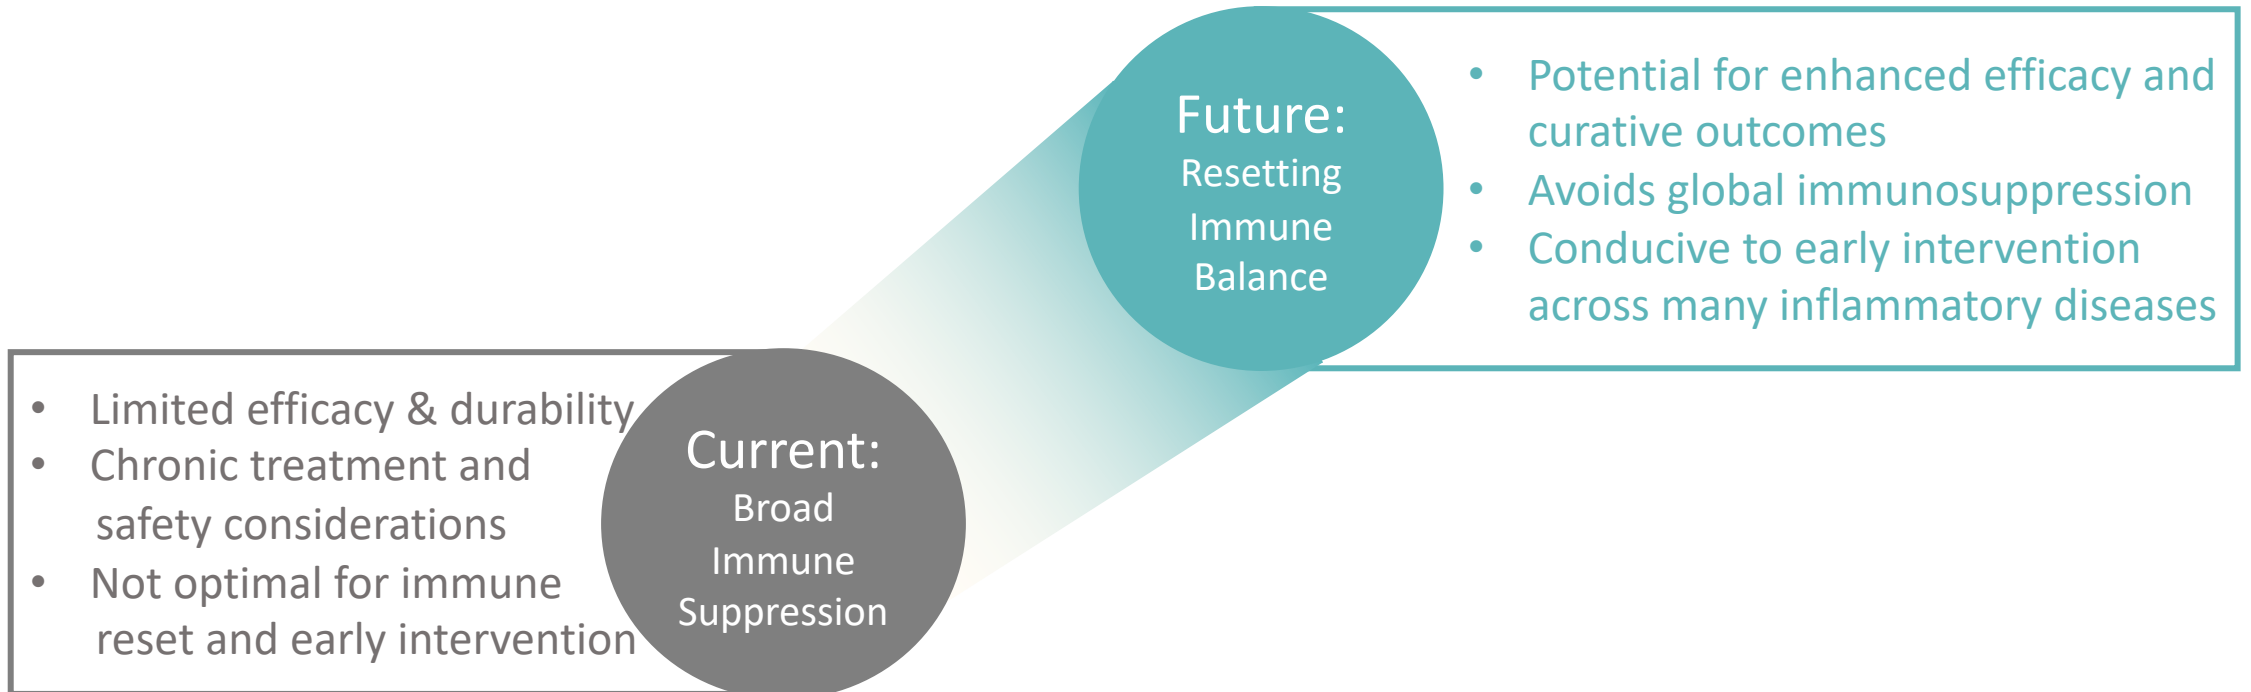 Future:
Resetting
Immune
Balance
• Potential for enhanced efficacy and
curative outcomes
• Avoids global immunosuppression
• Conducive to early intervention
across many inflammatory diseases
• Limited efficacy & durability
• Chronic treatment and
safety considerations
• Not optimal for immune
reset and early intervention
Current:
Broad
Immune
Suppression